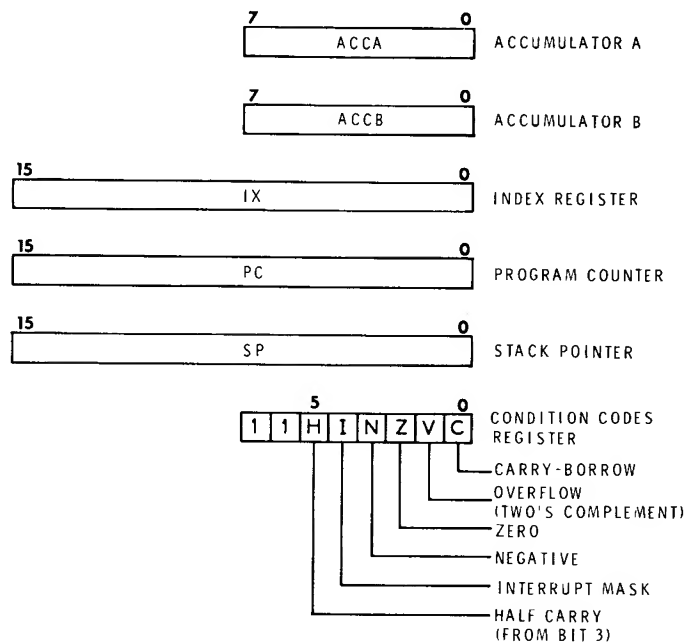 7 0
ACCA ACCUMULATOR A
7 0
ACCB ACCUMULATOR B
15 0
IX INDEX REGISTER
15 0
PC PROGRAM COUNTER
15 0
SP STACK POINTER
5 0
1 1 H I N Z V C CONDITION CODES
REGISTER
CARRY-BORROW
OVERFLOW
(TWO'S COMPLEMENT)
ZERO
NEGATIVE
INTERRUPT MASK
HALF CARRY
(FROM BIT 3)